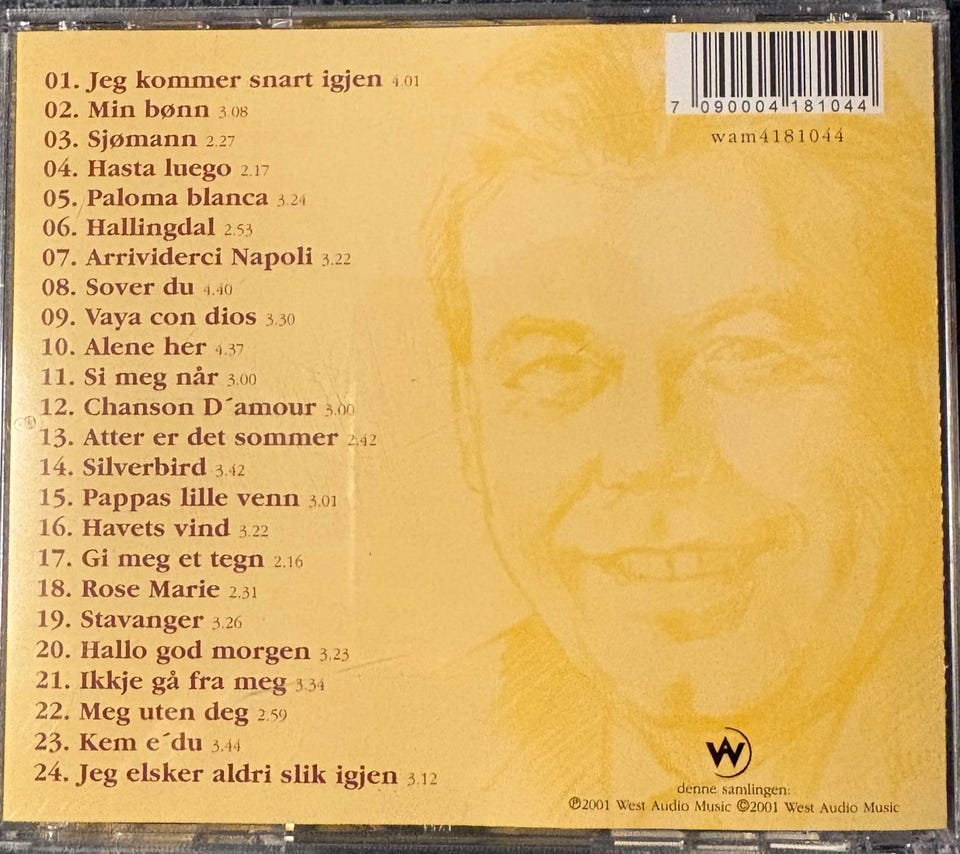 01. Jeg kommer snart igjen 4.01
02. Min bønn 3.08
03. Sjømann 2.27
04. Hasta luego 2.17
05. Paloma blanca 3.24
06. Hallingdal 2.53
07. Arrividerci Napoli 3.22
08. Sover du 4.40
09. Vaya con dios 3.30
10. Alene her 4.37
11. Si meg når 3.00
12. Chanson D´amour 3.00
13. Atter er det sommer 2.42
14. Silverbird 3.42
15. Pappas lille venn 3.01
16. Havets vind 3.22
17. Gi meg et tegn 2.16
18. Rose Marie 2.31
19. Stavanger 3.26
20. Hallo god morgen 3.23
21. Ikkje gå fra meg 3.34
22. Meg uten deg 2.59
23. Kem e´du 3.44
24. Jeg elsker aldri slik igjen 3.12
7 090004 181044
wam4181044
denne samlingen:
℗2001 West Audio Music ©2001 West Audio Music